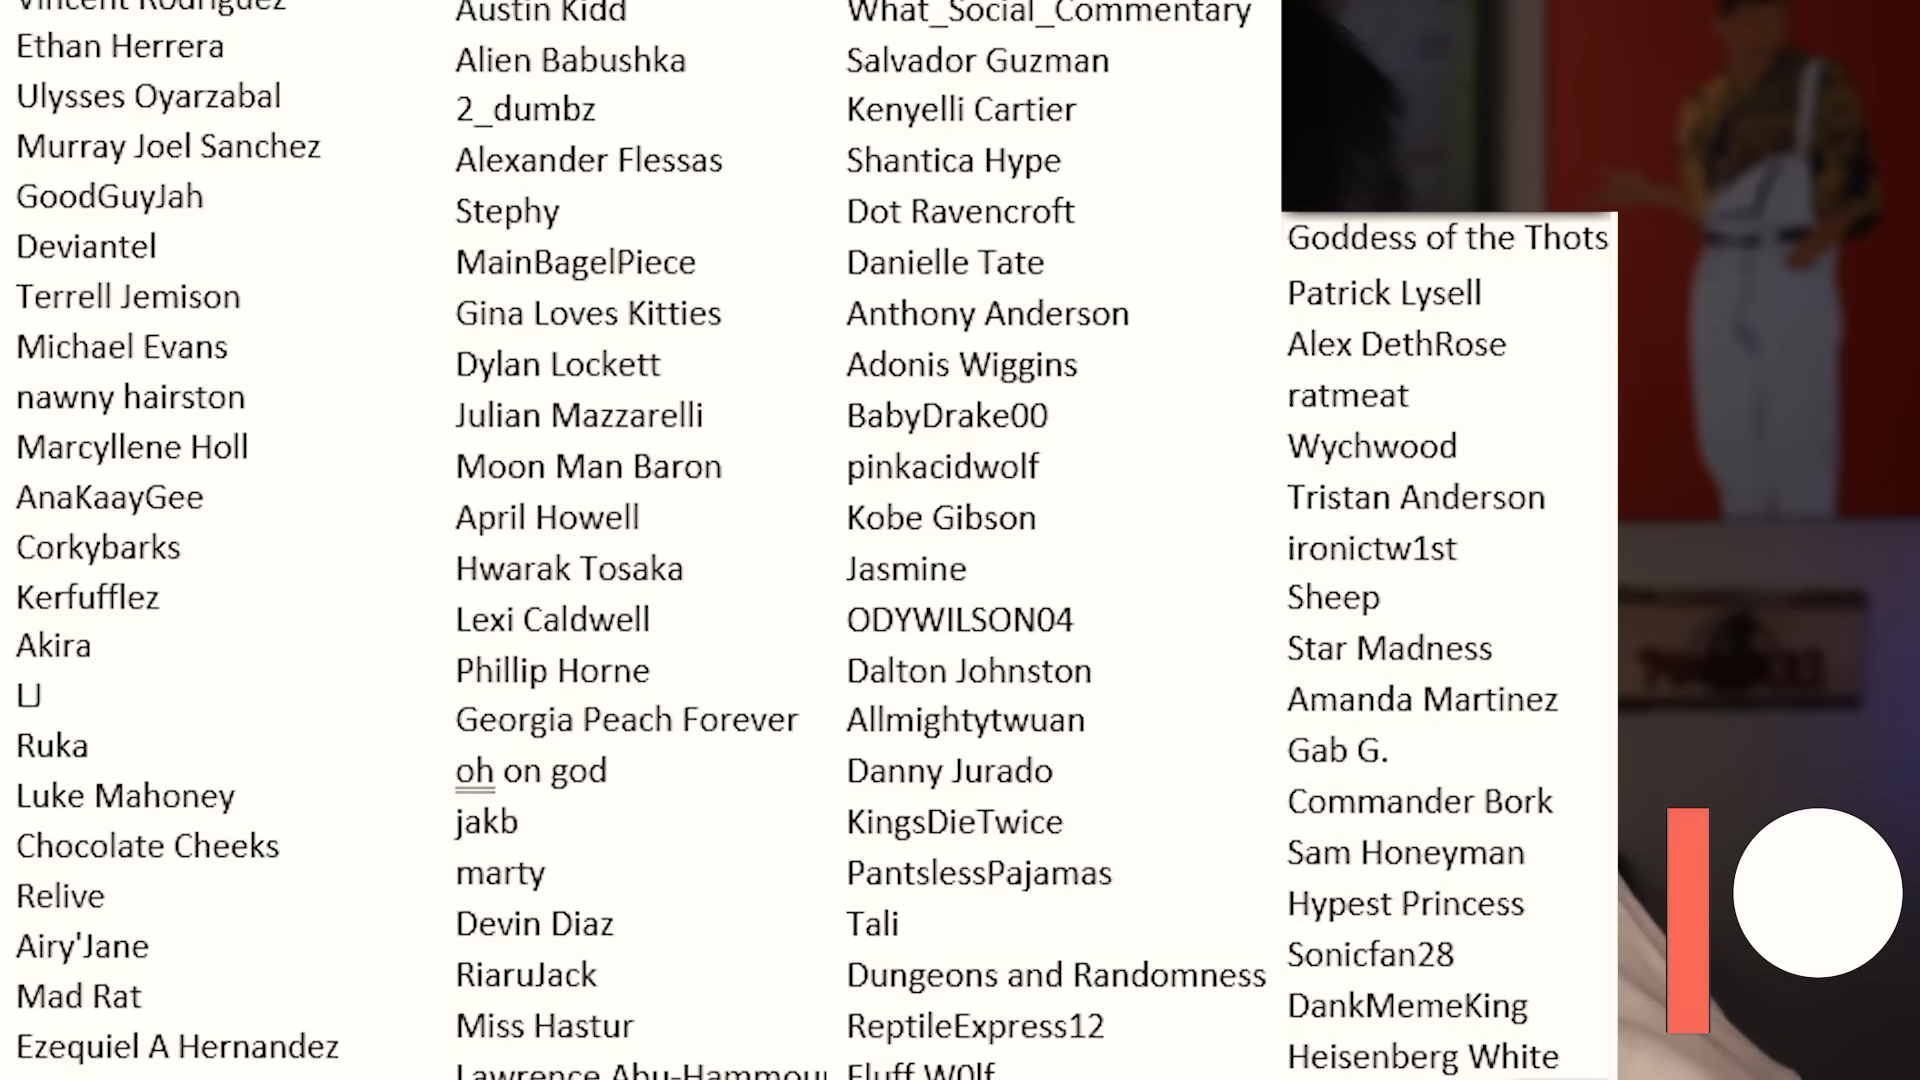 Vincent Rodriguez
Ethan Herrera
Ulysses Oyarzabal
Murray Joel Sanchez
GoodGuyJah
Deviantel
Terrell Jemison
Michael Evans
nawny hairston
Marcyllene Holl
AnaKaayGee
Corkybarks
Kerfufflez
Akira
LJ
Ruka
Luke Mahoney
Chocolate Cheeks
Relive
Airy'Jane
Mad Rat
Ezequiel A Hernandez
Austin Kidd
Alien Babushka
2_dumbz
Alexander Flessas
Stephy
MainBagelPiece
Gina Loves Kitties
Dylan Lockett
Julian Mazzarelli
Moon Man Baron
April Howell
Hwarak Tosaka
Lexi Caldwell
Phillip Horne
Georgia Peach Forever
oh on god
jakb
marty
Devin Diaz
RiaruJack
Miss Hastur
Lawrence Abu-Hammour
What_Social_Commentary
Salvador Guzman
Kenyelli Cartier
Shantica Hype
Dot Ravencroft
Danielle Tate
Anthony Anderson
Adonis Wiggins
BabyDrake00
pinkacidwolf
Kobe Gibson
Jasmine
ODYWILSON04
Dalton Johnston
Allmightytwuan
Danny Jurado
KingsDieTwice
PantslessPajamas
Tali
Dungeons and Randomness
ReptileExpress12
Fluff W0lf
Goddess of the Thots
Patrick Lysell
Alex DethRose
ratmeat
Wychwood
Tristan Anderson
ironictw1st
Sheep
Star Madness
Amanda Martinez
Gab G.
Commander Bork
Sam Honeyman
Hypest Princess
Sonicfan28
DankMemeKing
Heisenberg White